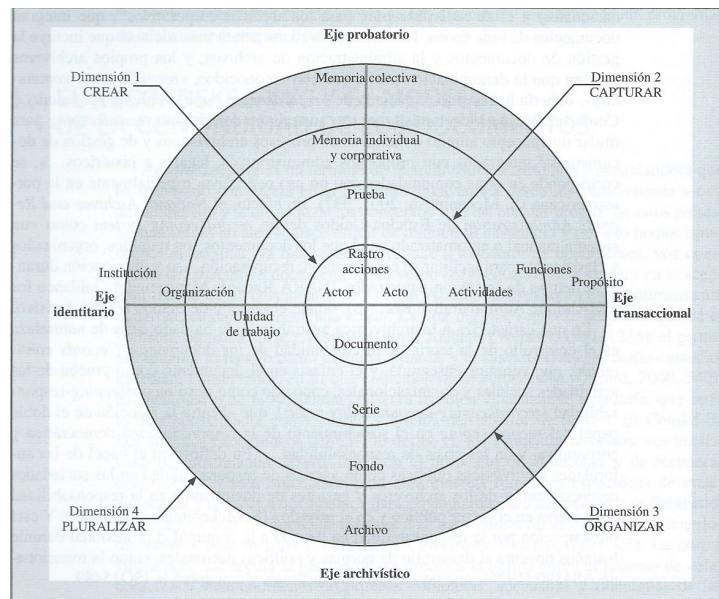 Eje probatorio
Dimensión 1
CREAR
Memoria colectiva
Dimensión 2
CAPTURAR
Memoria individual
y corporativa
Prueba
Rastro
acciones
Institución
Organización
Actor
Acto
Actividades
Funciones
Propósito
Eje
identitario
Unidad
de trabajo
Eje
transaccional
Documento
Serie
Fondo
Archivo
Dimensión 4
PLURALIZAR
Dimensión 3
ORGANIZAR
Eje archivístico